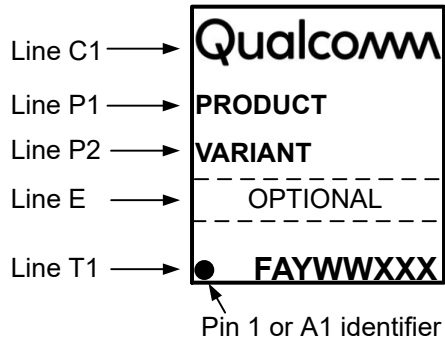 Line C1 Qualcomm
Line P1 PRODUCT
Line P2 VARIANT
Line E OPTIONAL
Line T1 FAYWWXXX
Pin 1 or A1 identifier